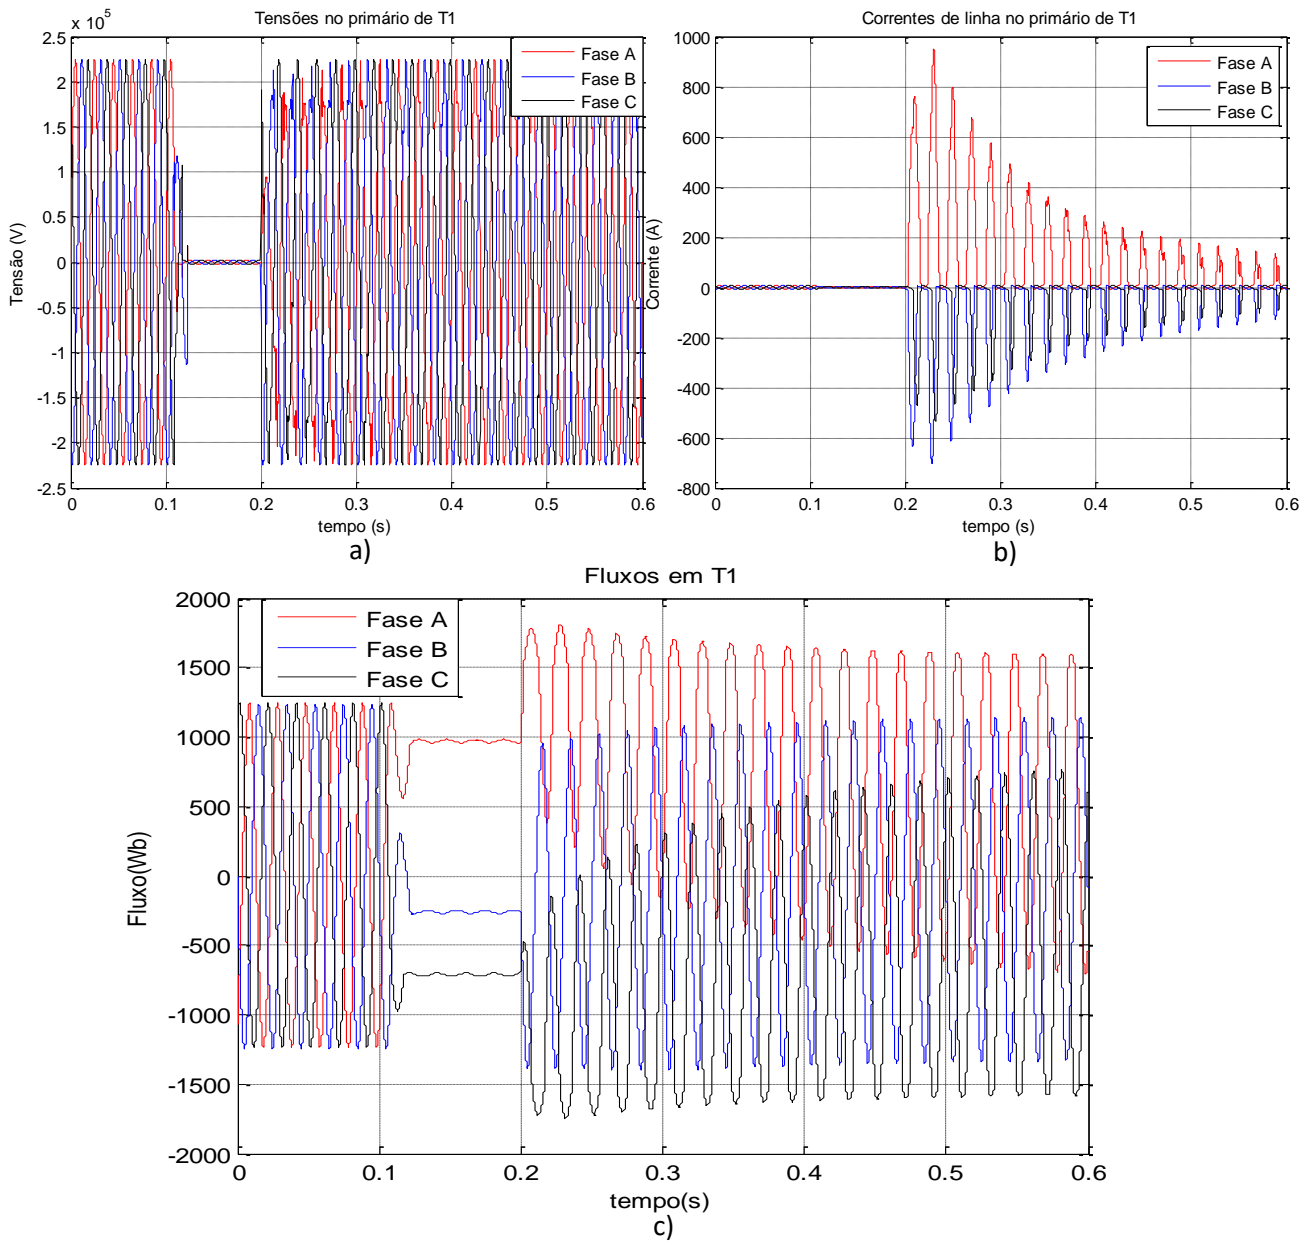 Tensões no primário de T1
x 10^5
2.5
2
1.5
1
0.5
0
-0.5
-1
-1.5
-2
-2.5
Tensão (V)
Fase A
Fase B
Fase C
0 0.1 0.2 0.3 0.4 0.5 0.6
tempo (s)
a)
Correntes de linha no primário de T1
1000
800
600
400
200
0
-200
-400
-600
-800
Corrente (A)
Fase A
Fase B
Fase C
0 0.1 0.2 0.3 0.4 0.5 0.6
tempo (s)
b)
Fluxos em T1
2000
1500
1000
500
0
-500
-1000
-1500
-2000
Fluxo(Wb)
Fase A
Fase B
Fase C
0 0.1 0.2 0.3 0.4 0.5 0.6
tempo(s)
c)